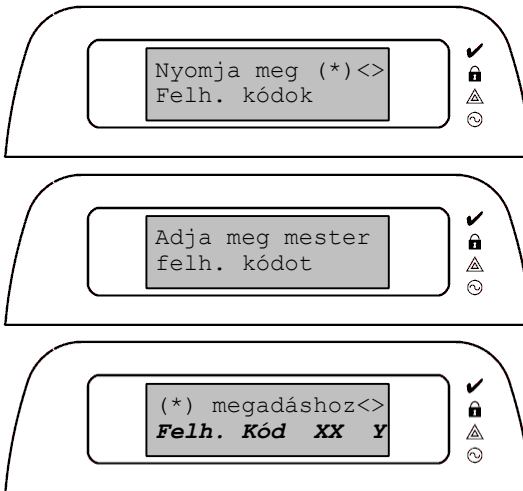 Nyomja meg (*)<>
Felh. kódok
Adja meg mester
felh. kódot
(*) megadáshoz<>
Felh. Kód XX Y